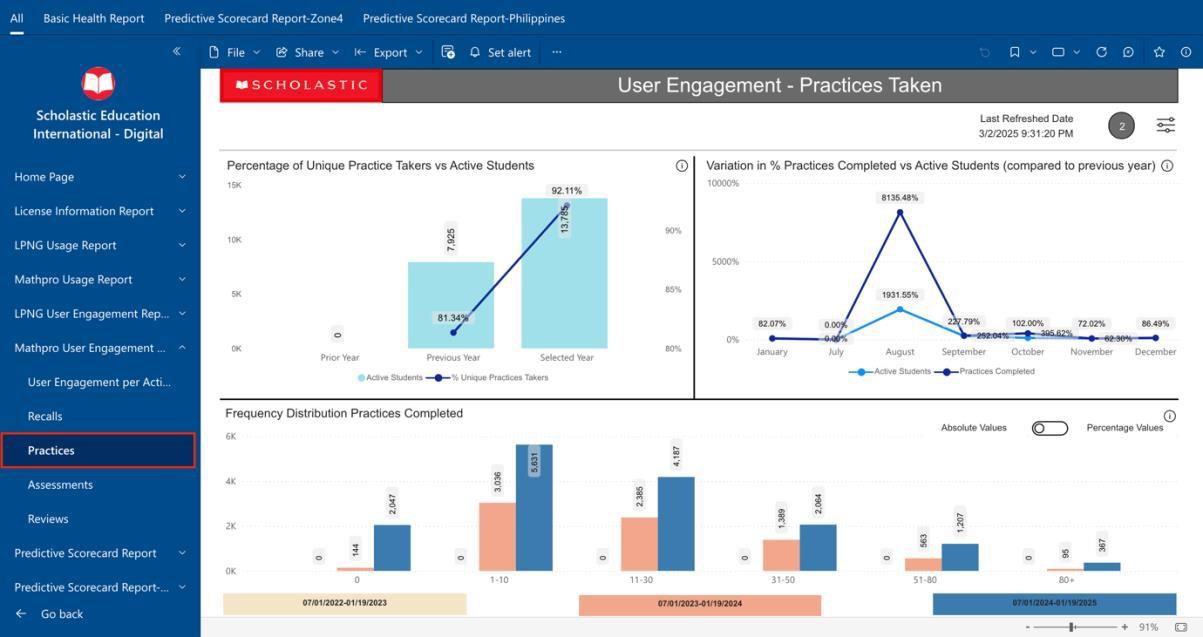 All Basic Health Report Predictive Scorecard Report-Zone4 Predictive Scorecard Report-Philippines
File Share Export Set alert ...
Scholastic Education
International - Digital
Home Page
License Information Report
LPNG Usage Report
Mathpro Usage Report
LPNG User Engagement Rep...
Mathpro User Engagement ...
User Engagement per Acti...
Recalls
Practices
Assessments
Reviews
Predictive Scorecard Report
Predictive Scorecard Report-...
Go back
SCHOLASTIC
User Engagement - Practices Taken
Last Refreshed Date
3/2/2025 9:31:20 PM
2
Percentage of Unique Practice Takers vs Active Students
15K
10K
5K
0K
90%
85%
80%
0
7,925
13,785
81.34%
92.11%
Prior Year Previous Year Selected Year
Active Students % Unique Practices Takers
Variation in % Practices Completed vs Active Students (compared to previous year)
10000%
5000%
0%
8135.48%
1931.55%
82.07% 0.00% 227.79% 102.00% 72.02% 86.49%
0.00% 252.04% 395.62% 62.30%
January July August September October November December
Active Students Practices Completed
Frequency Distribution Practices Completed
Absolute Values Percentage Values
6K
4K
2K
0K
0 144 2,047
0 3,036 5,631
0 2,385 4,187
0 1,389 2,064
0 563 1,207
0 95 367
0 1-10 11-30 31-50 51-80 80+
07/01/2022-01/19/2023 07/01/2023-01/19/2024 07/01/2024-01/19/2025
- + 91%